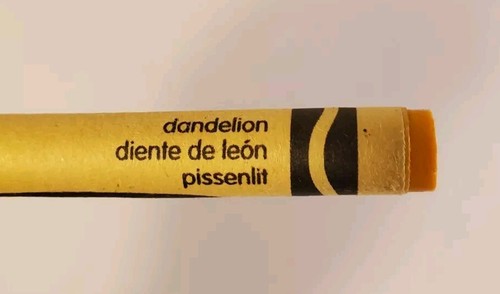 dandelion
diente de león
pissenlit